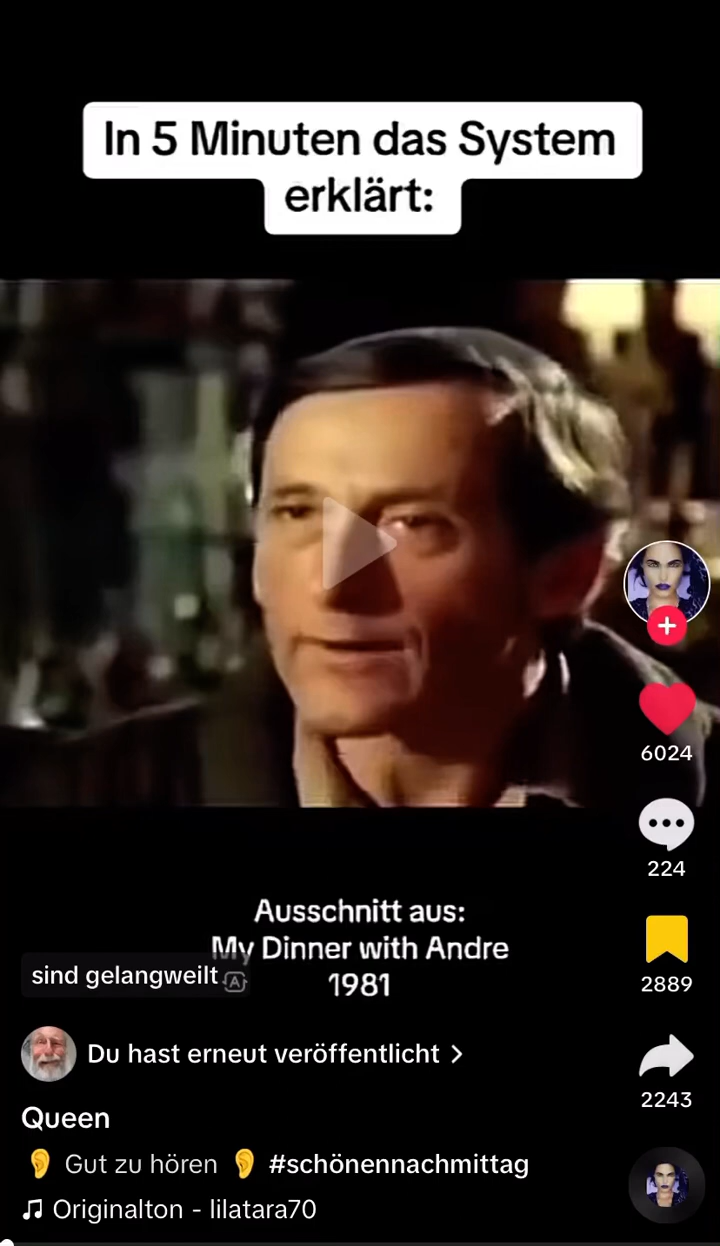 In 5 Minuten das System
erklärt:
6024
224
Ausschnitt aus:
My Dinner with Andre
1981
sind gelangweilt A
2889
Du hast erneut veröffentlicht >
2243
Queen
👂 Gut zu hören 👂 #schönennachmittag
Originalton - lilatara70